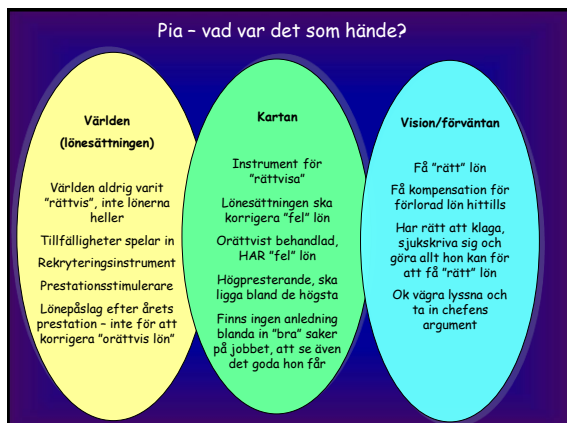 Pia – vad var det som hände?
Världen
(lönesättningen)
Världen aldrig varit
"rättvis", inte lönerna
heller
Tillfälligheter spelar in
Rekryteringsinstrument
Prestationsstimulerare
Lönepåslag efter årets
prestation – inte för att
korrigera "orättvis lön"
Kartan
Instrument för
"rättvisa"
Lönesättningen ska
korrigera "fel" lön
Orättvist behandlad,
HAR "fel" lön
Högpresterande, ska
ligga bland de högsta
Finns ingen anledning
blanda in "bra" saker
på jobbet, att se även
det goda hon får
Vision/förväntan
Få "rätt" lön
Få kompensation för
förlorad lön hittills
Har rätt att klaga,
sjukskriva sig och
göra allt hon kan för
att få "rätt" lön
Ok vägra lyssna och
ta in chefens
argument